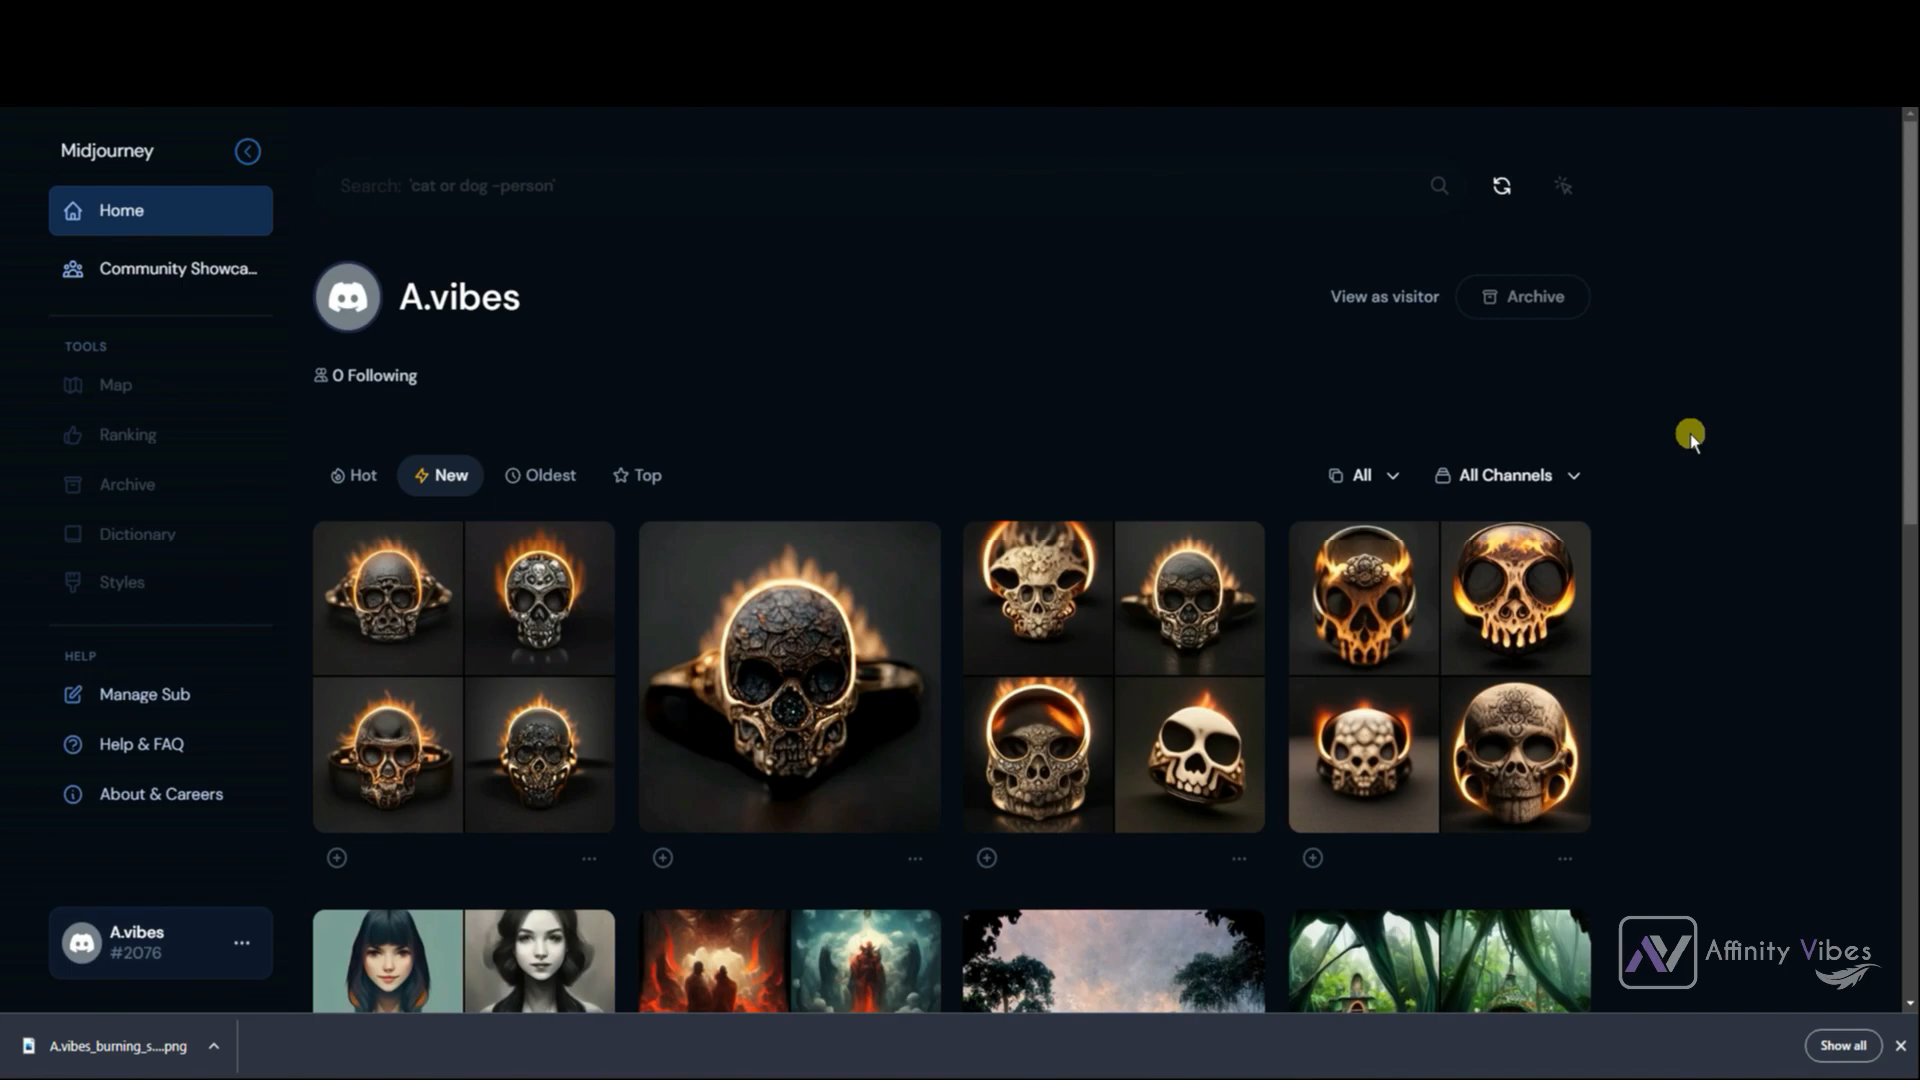 Midjourney
Search: 'cat or dog -person'
Home
Community Showca...
A.vibes
View as visitor
Archive
TOOLS
0 Following
Map
Ranking
Hot
New
Oldest
Top
All
All Channels
Archive
Dictionary
Styles
HELP
Manage Sub
Help & FAQ
About & Careers
A.vibes
#2076
AV Affinity Vibes
A.vibes_burning_s....png
Show all